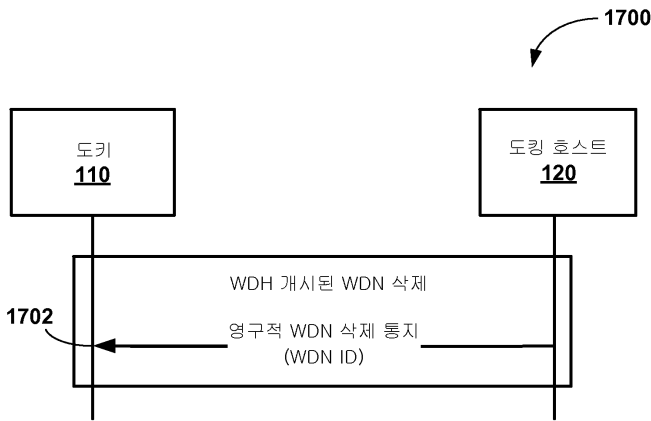 1700
도키
110
도킹 호스트
120
WDH 개시된 WDN 삭제
1702
영구적 WDN 삭제 통지
(WDN ID)